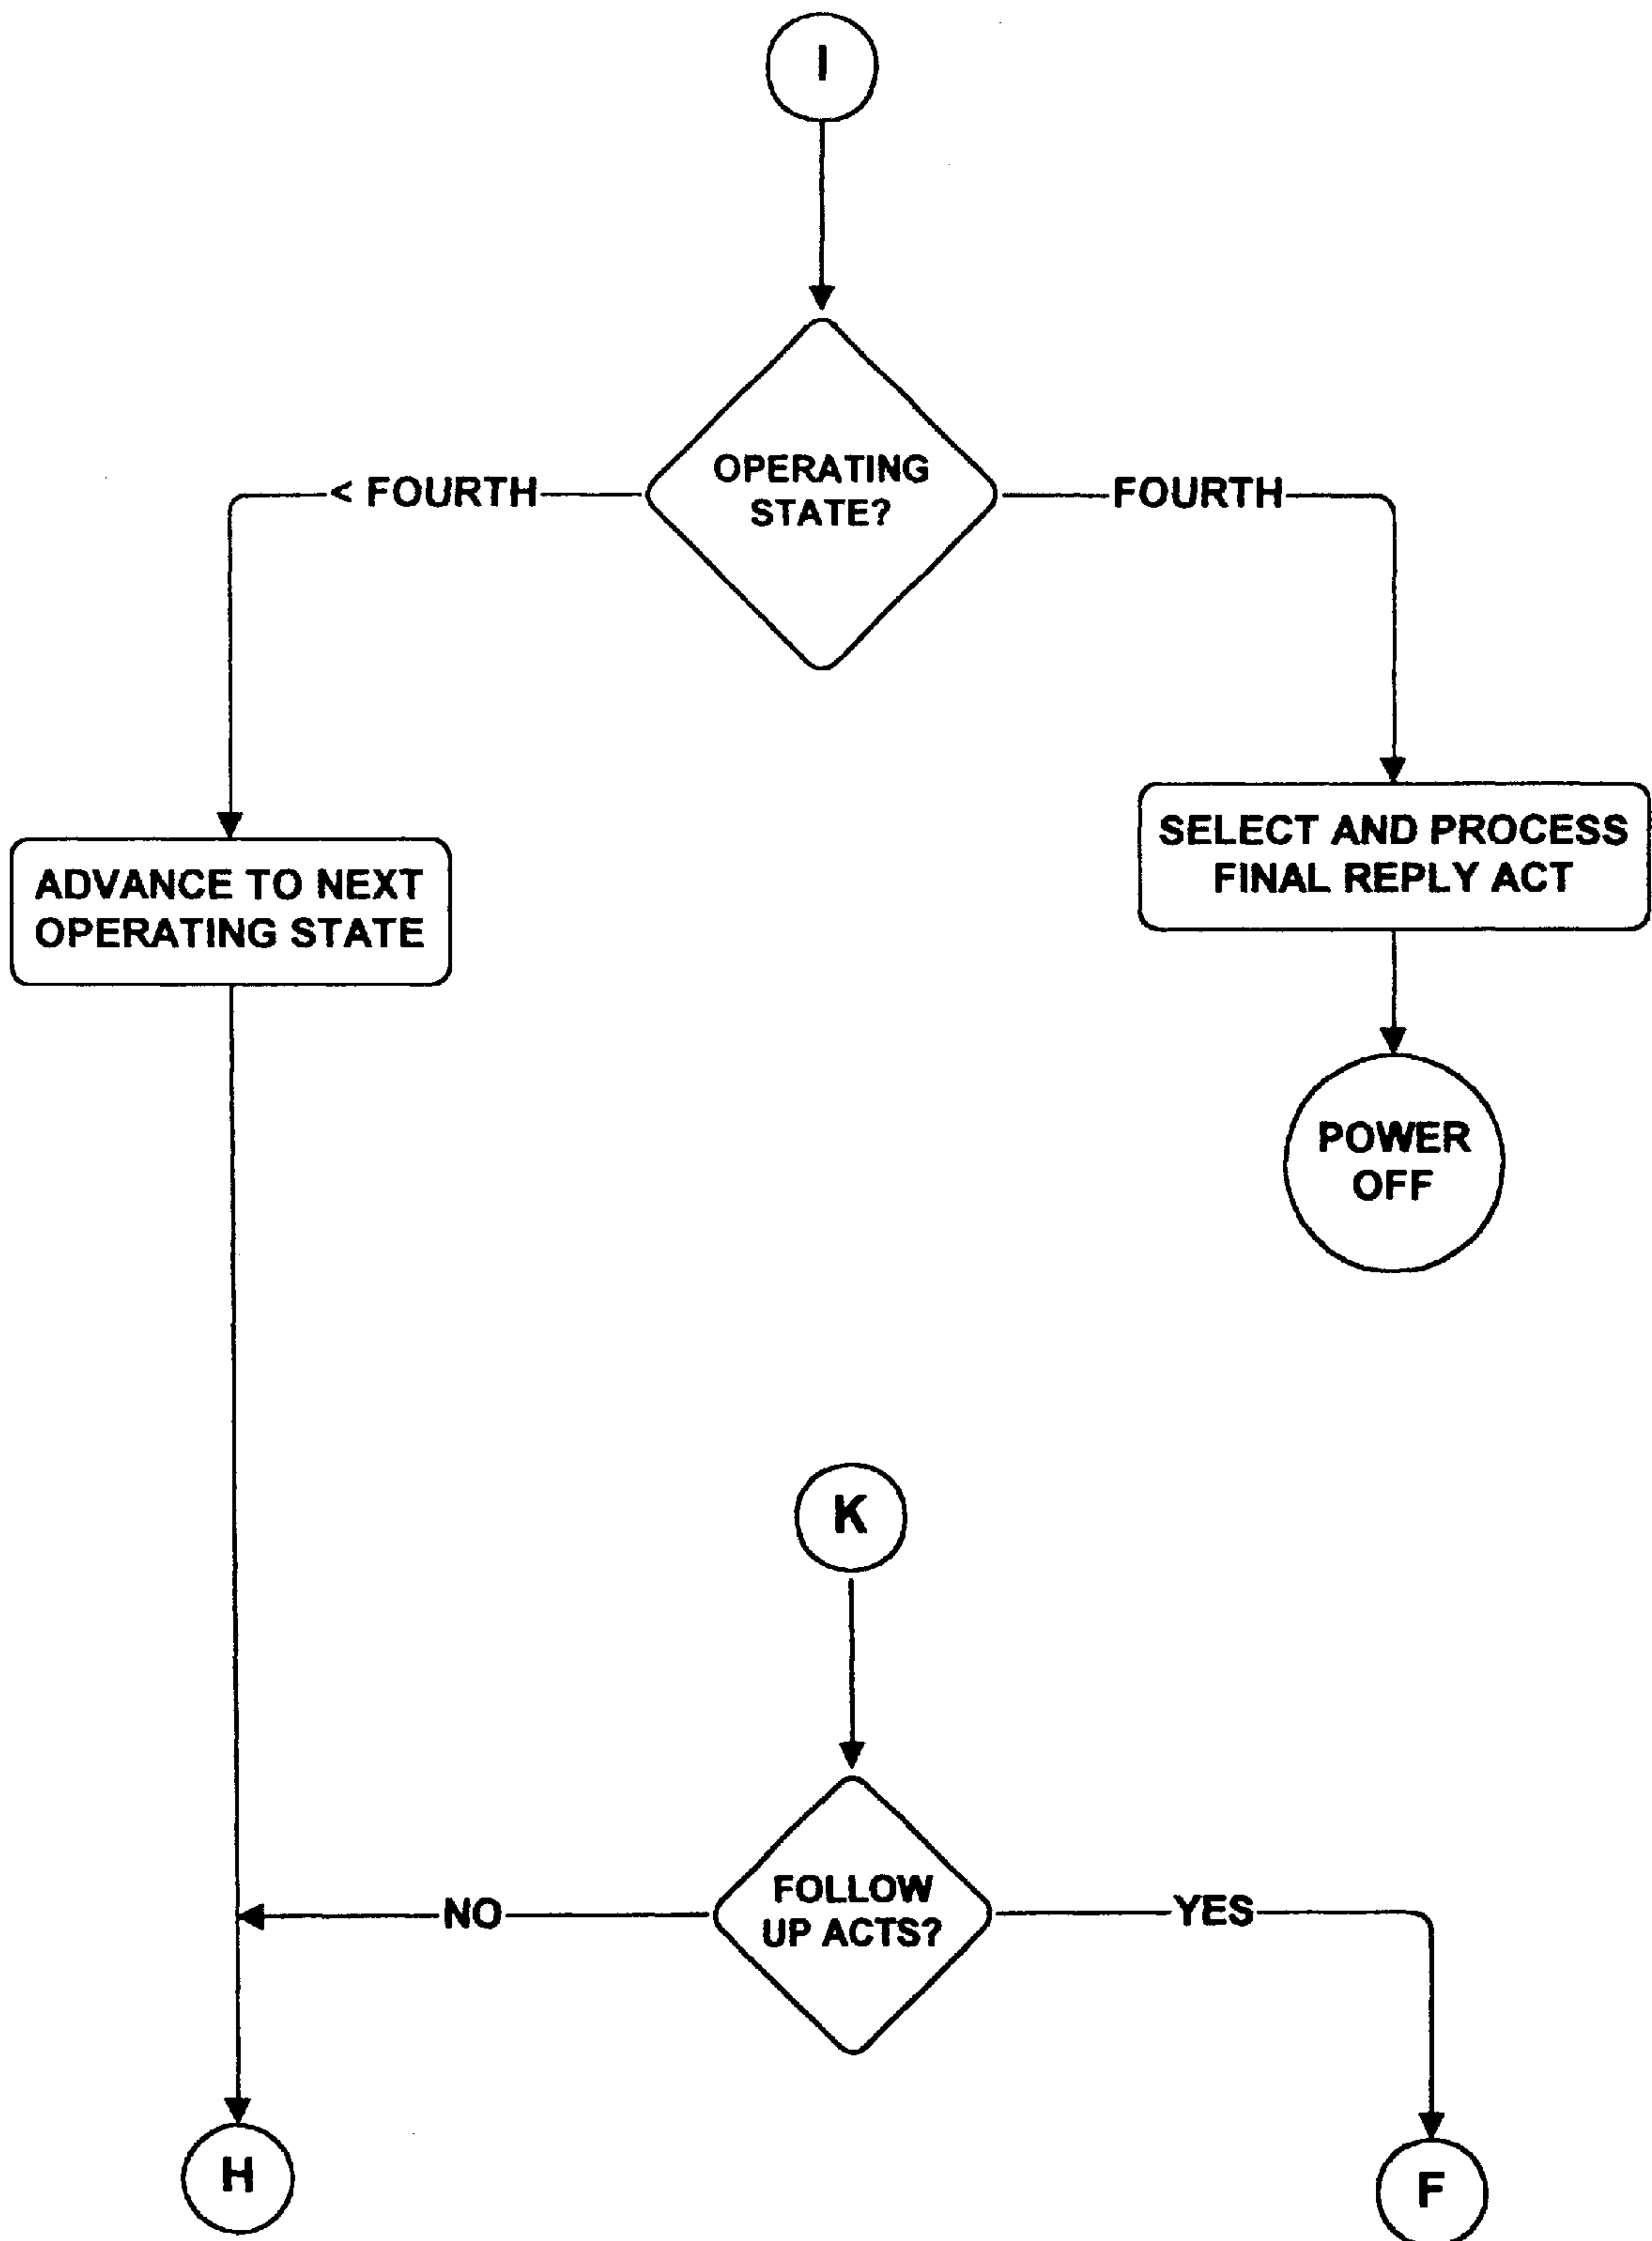 I
OPERATING
STATE?
< FOURTH
FOURTH
SELECT AND PROCESS
FINAL REPLY ACT
ADVANCE TO NEXT
OPERATING STATE
POWER
OFF
K
FOLLOW
UP ACTS?
NO
YES
H
F